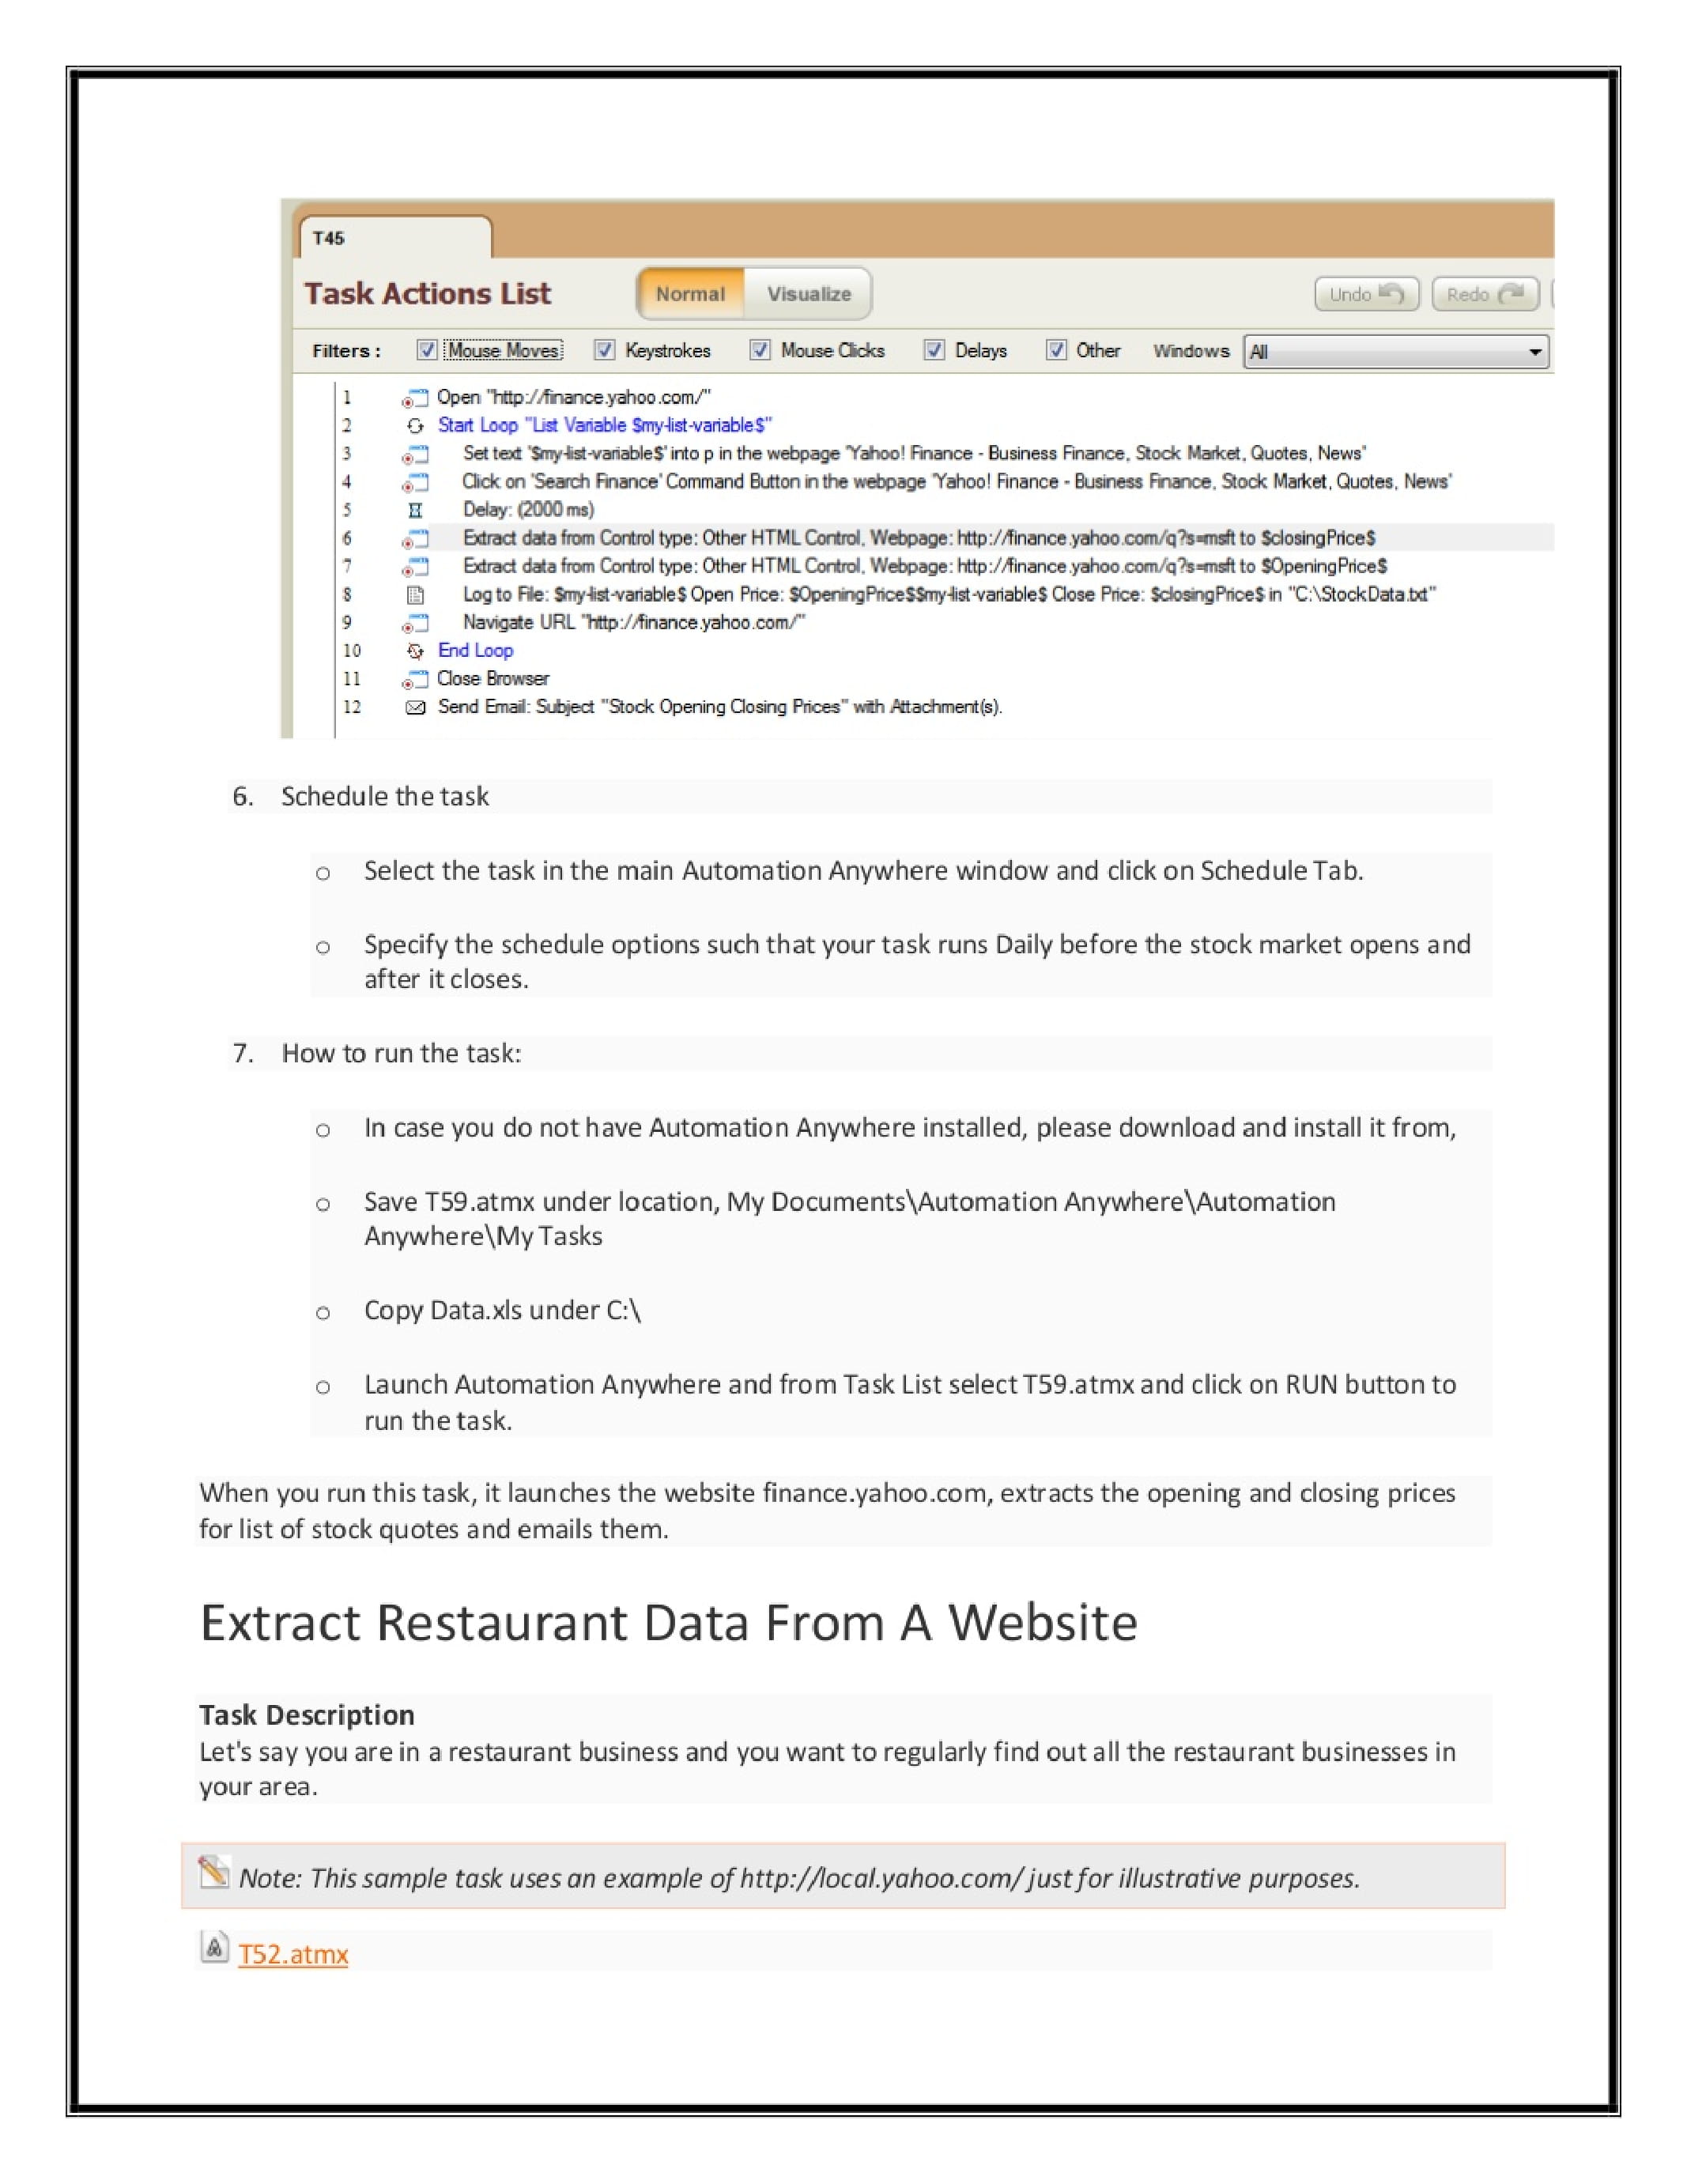 T45
Task Actions List Normal Visualize Undo Redo
Filters : Mouse Moves Keystrokes Mouse Clicks Delays Other Windows All
1 Open "http://finance.yahoo.com/"
2 Start Loop "List Variable $my-list-variable$"
3 Set text '$my-list-variable$' into p in the webpage 'Yahoo! Finance - Business Finance, Stock Market, Quotes, News'
4 Click on 'Search Finance' Command Button in the webpage 'Yahoo! Finance - Business Finance, Stock Market, Quotes, News'
5 Delay: (2000 ms)
6 Extract data from Control type: Other HTML Control, Webpage: http://finance.yahoo.com/q?s=msft to $closingPrice$
7 Extract data from Control type: Other HTML Control, Webpage: http://finance.yahoo.com/q?s=msft to $OpeningPrice$
8 Log to File: $my-list-variable$ Open Price: $OpeningPrice$$my-list-variable$ Close Price: $closingPrice$ in "C:\StockData.txt"
9 Navigate URL "http://finance.yahoo.com/"
10 End Loop
11 Close Browser
12 Send Email: Subject "Stock Opening Closing Prices" with Attachment(s).
6. Schedule the task
o Select the task in the main Automation Anywhere window and click on Schedule Tab.
o Specify the schedule options such that your task runs Daily before the stock market opens and
after it closes.
7. How to run the task:
o In case you do not have Automation Anywhere installed, please download and install it from,
o Save T59.atmx under location, My Documents\Automation Anywhere\Automation
Anywhere\My Tasks
o Copy Data.xls under C:\
o Launch Automation Anywhere and from Task List select T59.atmx and click on RUN button to
run the task.
When you run this task, it launches the website finance.yahoo.com, extracts the opening and closing prices
for list of stock quotes and emails them.
Extract Restaurant Data From A Website
Task Description
Let's say you are in a restaurant business and you want to regularly find out all the restaurant businesses in
your area.
Note: This sample task uses an example of http://local.yahoo.com/ just for illustrative purposes.
T52.atmx